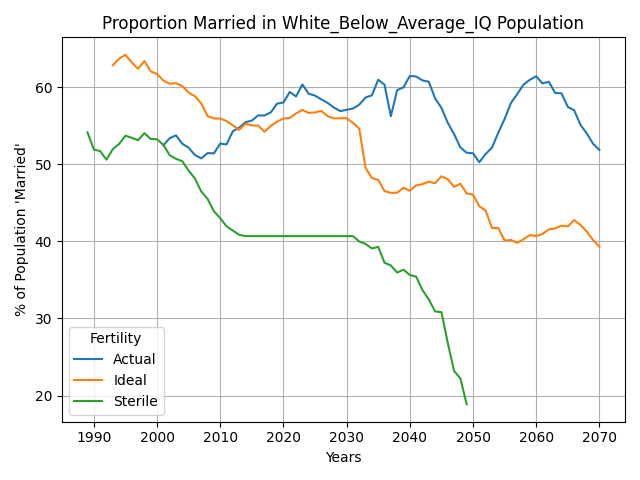 Proportion Married in White_Below_Average_IQ Population
% of Population 'Married'
60
50
40
30
20
Fertility
Actual
Ideal
Sterile
1990 2000 2010 2020 2030 2040 2050 2060 2070
Years